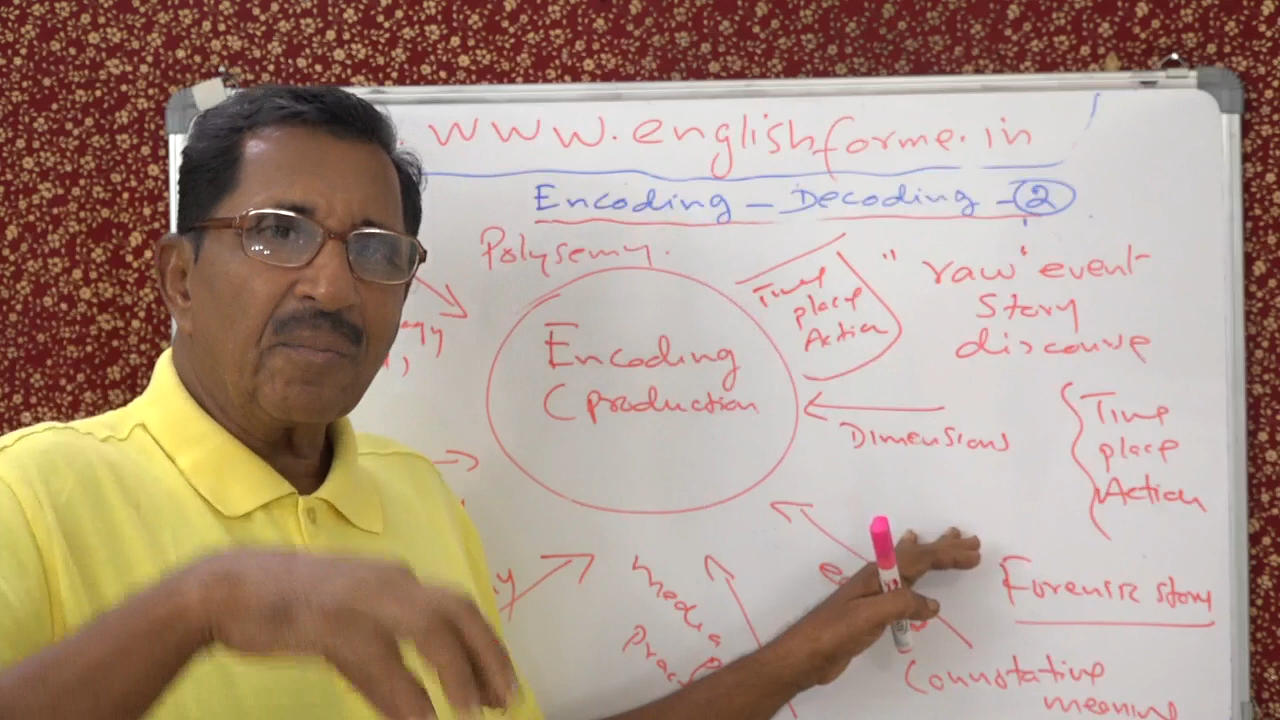 www.englishforme.in
Encoding - Decoding - 2
Polysemy.
Time
place
Action
"raw" event
story
discourse
Encoding
(production
Dimensions
Time
place
Action
Forensic story
Media
Connotative
meaning